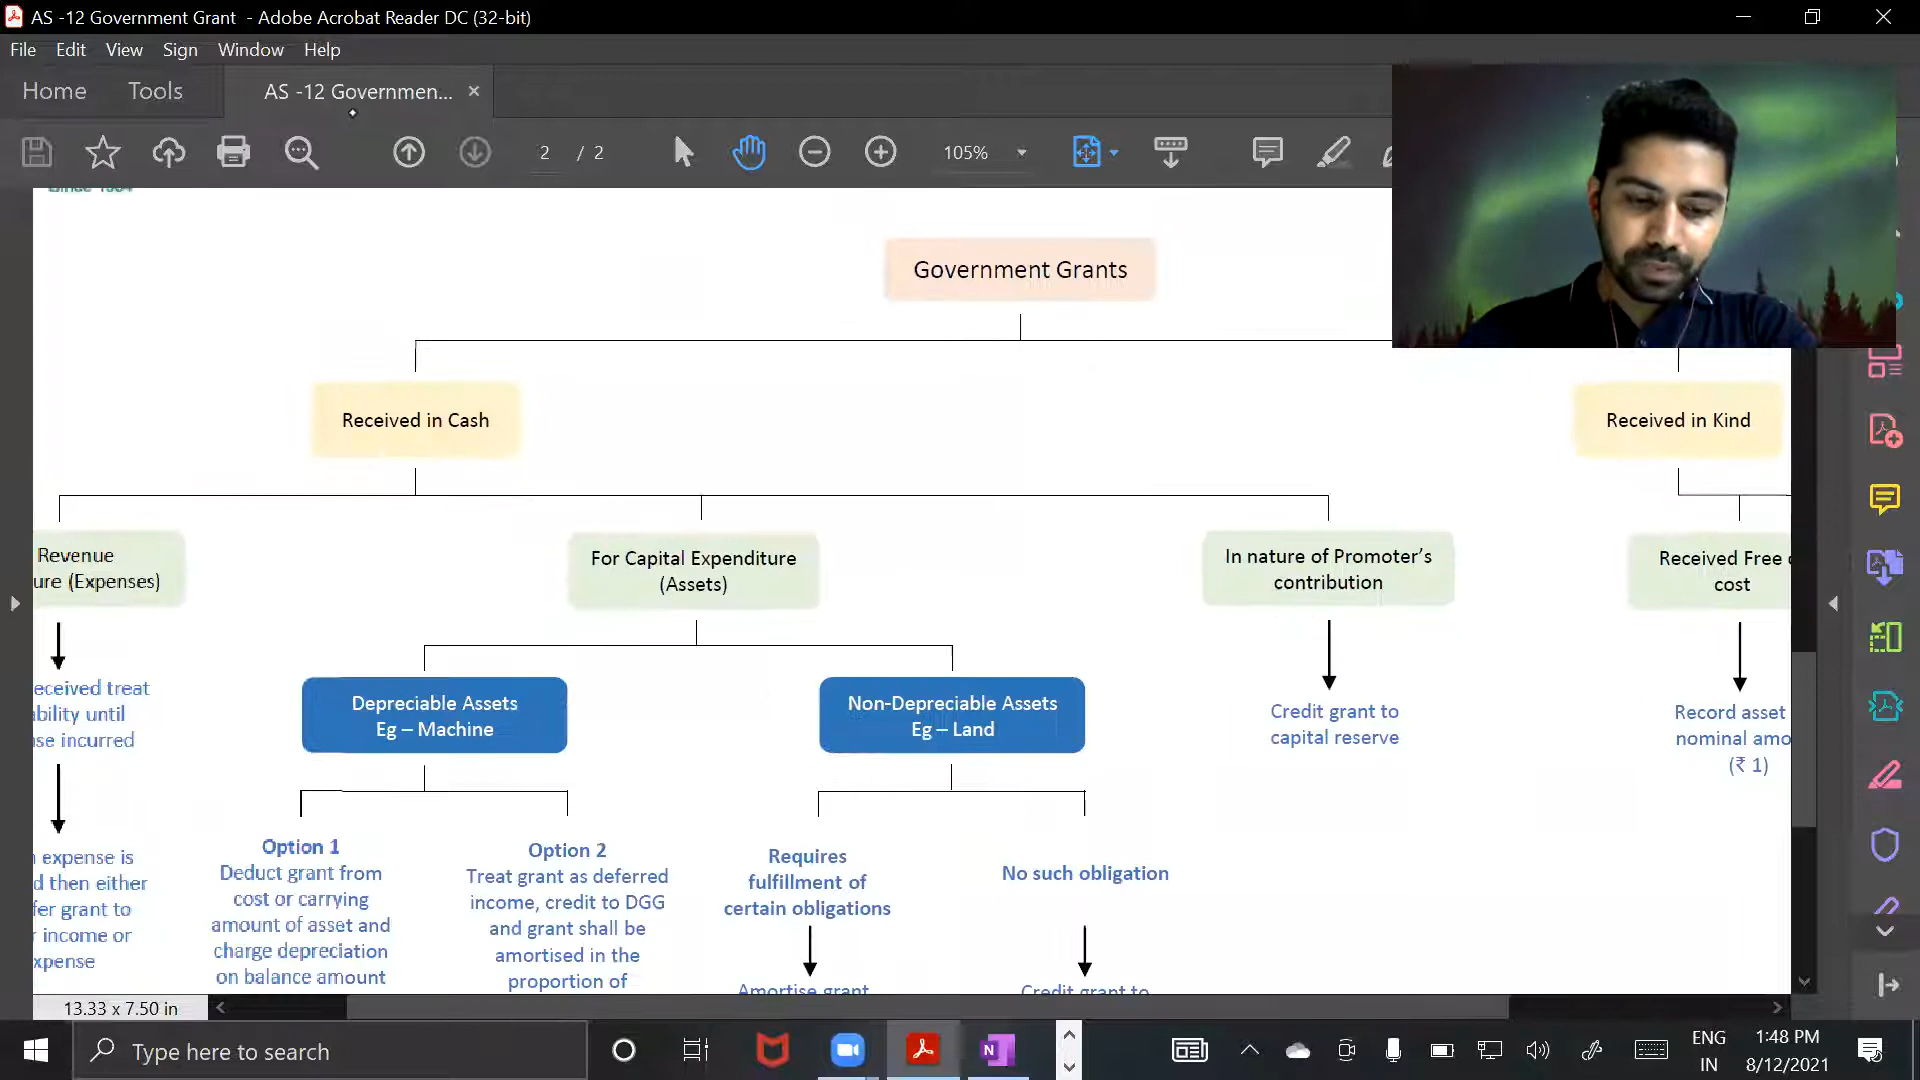 AS -12 Government Grant - Adobe Acrobat Reader DC (32-bit)
File Edit View Sign Window Help
Home Tools AS -12 Governmen... ×
2 / 2 105%
Government Grants
Received in Cash
Received in Kind
Revenue
ure (Expenses)
For Capital Expenditure
(Assets)
In nature of Promoter's
contribution
Received Free
cost
eceived treat
ability until
se incurred
Depreciable Assets
Eg – Machine
Non-Depreciable Assets
Eg – Land
Credit grant to
capital reserve
Record asset
nominal amo
(₹ 1)
expense is
d then either
fer grant to
income or
xpense
Option 1
Deduct grant from
cost or carrying
amount of asset and
charge depreciation
on balance amount
Option 2
Treat grant as deferred
income, credit to DGG
and grant shall be
amortised in the
proportion of
Requires
fulfillment of
certain obligations
No such obligation
Amortise grant
Credit grant to
13.33 x 7.50 in
Type here to search
ENG
IN
1:48 PM
8/12/2021